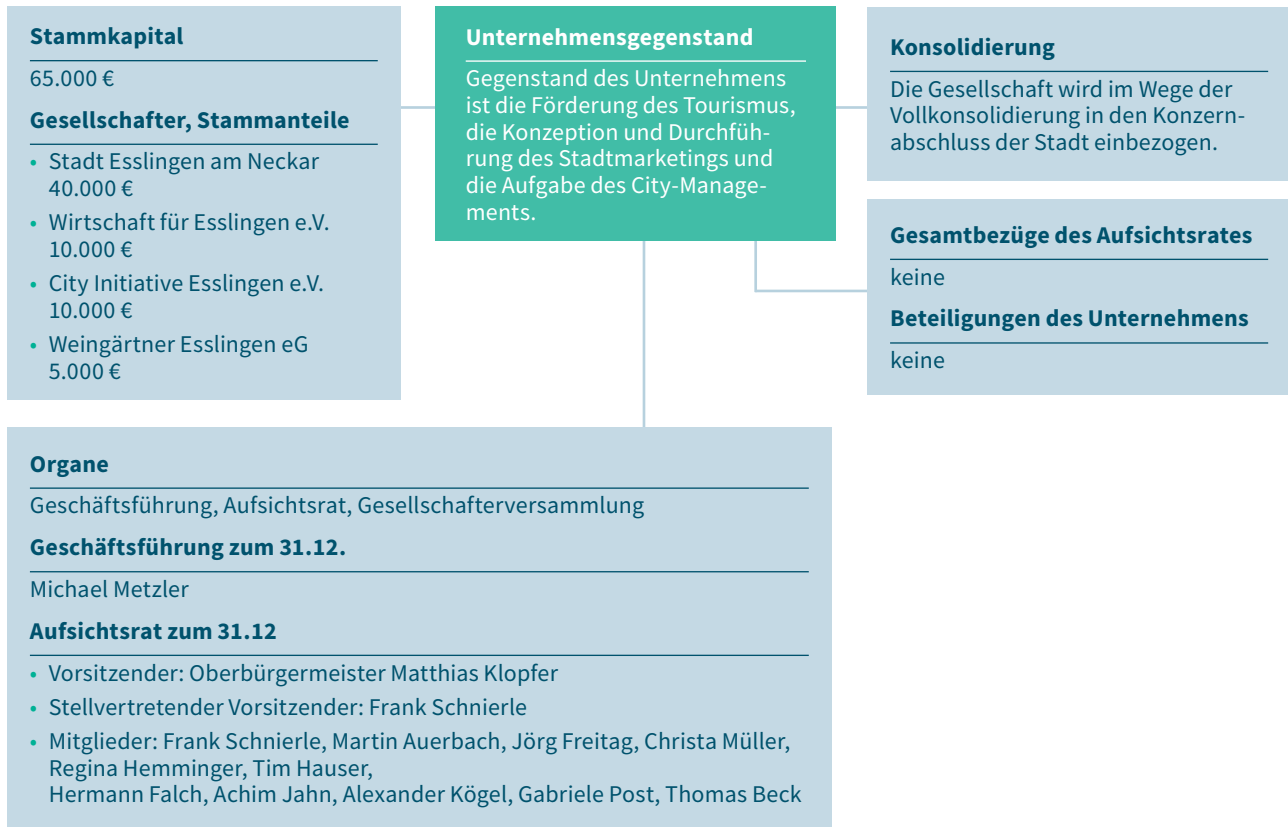 Stammkapital
65.000 €
Gesellschafter, Stammanteile
• Stadt Esslingen am Neckar
40.000 €
• Wirtschaft für Esslingen e.V.
10.000 €
• City Initiative Esslingen e.V.
10.000 €
• Weingärtner Esslingen eG
5.000 €
Unternehmensgegenstand
Gegenstand des Unternehmens
ist die Förderung des Tourismus,
die Konzeption und Durchfüh-
rung des Stadtmarketings und
die Aufgabe des City-Manage-
ments.
Konsolidierung
Die Gesellschaft wird im Wege der
Vollkonsolidierung in den Konzern-
abschluss der Stadt einbezogen.
Gesamtbezüge des Aufsichtsrates
keine
Beteiligungen des Unternehmens
keine
Organe
Geschäftsführung, Aufsichtsrat, Gesellschafterversammlung
Geschäftsführung zum 31.12.
Michael Metzler
Aufsichtsrat zum 31.12
• Vorsitzender: Oberbürgermeister Matthias Klopfer
• Stellvertretender Vorsitzender: Frank Schnierle
• Mitglieder: Frank Schnierle, Martin Auerbach, Jörg Freitag, Christa Müller,
Regina Hemminger, Tim Hauser,
Hermann Falch, Achim Jahn, Alexander Kögel, Gabriele Post, Thomas Beck